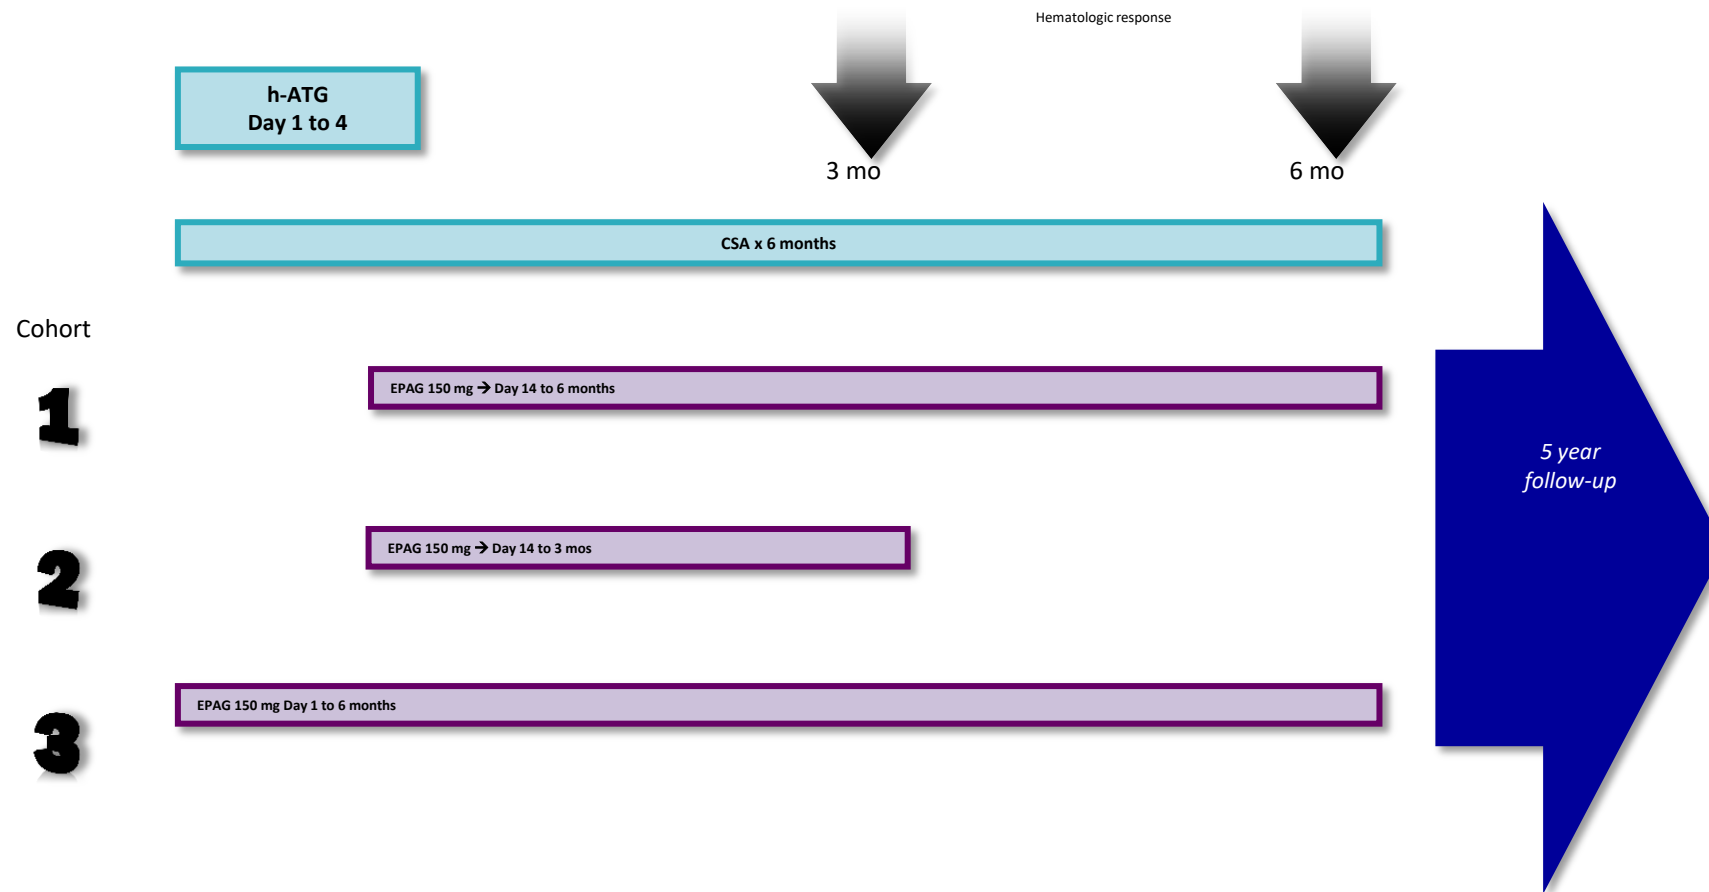 Hematologic response
h-ATG
Day 1 to 4
3 mo
6 mo
CSA x 6 months
Cohort
1
EPAG 150 mg → Day 14 to 6 months
5 year
follow-up
2
EPAG 150 mg → Day 14 to 3 mos
3
EPAG 150 mg Day 1 to 6 months